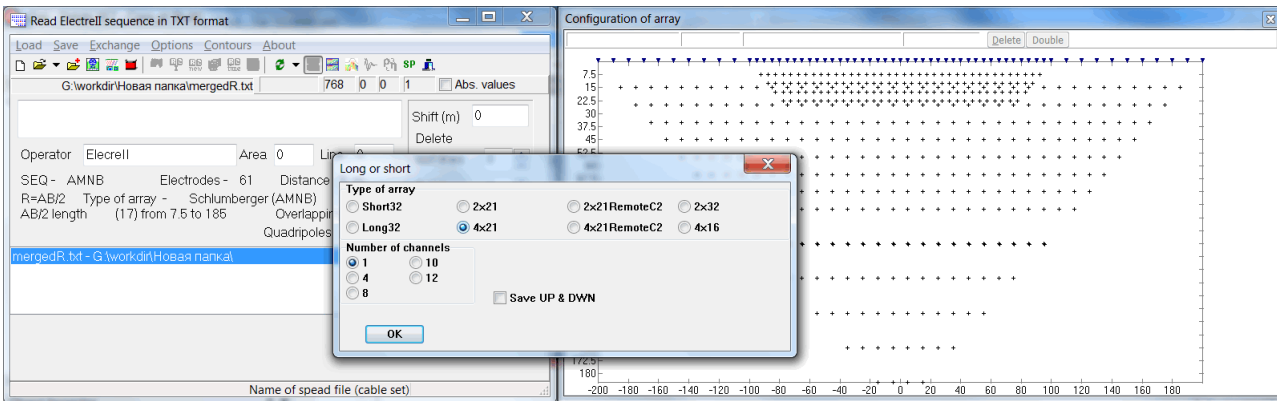 Read ElectreII sequence in TXT format
Load Save Exchange Options Contours About
SP
G:\workdir\Новая папка\mergedR.txt 768 0 0 1 Abs. values
Shift (m) 0
Delete
Operator ElecreII Area 0
SEQ - AMNB Electrodes - 61 Distance
R=AB/2 Type of array - Schlumberger (AMNB)
AB/2 length (17) from 7.5 to 185 Overlappin
Quadripoles
mergedR.txt - G:\workdir\Новая папка\
Name of spead file (cable set)
Long or short
Type of array
Short32 2x21 2x21RemoteC2 2x32
Long32 4x21 4x21RemoteC2 4x16
Number of channels
1 10
4 12
8
Save UP & DWN
OK
Configuration of array
Delete Double
7.5
15
22.5
30
37.5
45
52.5
172.5
180
-200 -180 -160 -140 -120 -100 -80 -60 -40 -20 0 20 40 60 80 100 120 140 160 180